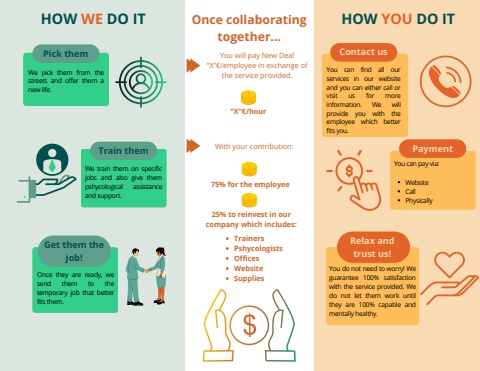 HOW WE DO IT
Pick them
We pick them from the
streets and offer them a
new life.
Train them
We train them on specific
jobs and also give them
pshycological assistance
and support.
Get them the
job!
Once they are ready, we
send them to the
temporary job that better
fits them.
Once collaborating
together...
You will pay New Deal
"X"€/employee in exchange of
the service provided.
"X"€/hour
With your contribution:
75% for the employee
25% to reinvest in our
company which includes:
• Trainers
• Pshycologists
• Offices
• Website
• Supplies
$
HOW YOU DO IT
Contact us
You can find all our
services in our website
and you can either call or
visit us for more
information. We will
provide you with the
employee which better
fits you.
Payment
You can pay via:
• Website
• Call
• Physically
$
Relax and
trust us!
You do not need to worry! We
guarantee 100% satisfaction
with the service provided. We
do not let them work until
they are 100% capable and
mentally healthy.